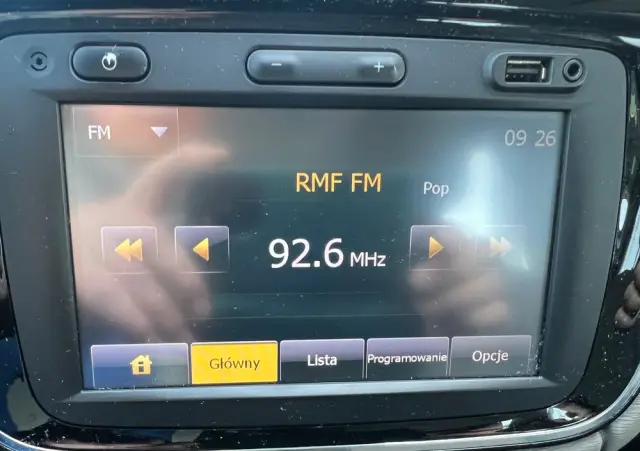 − +
FM
09 26
RMF FM Pop
92.6 MHz
Główny Lista Programowanie Opcje